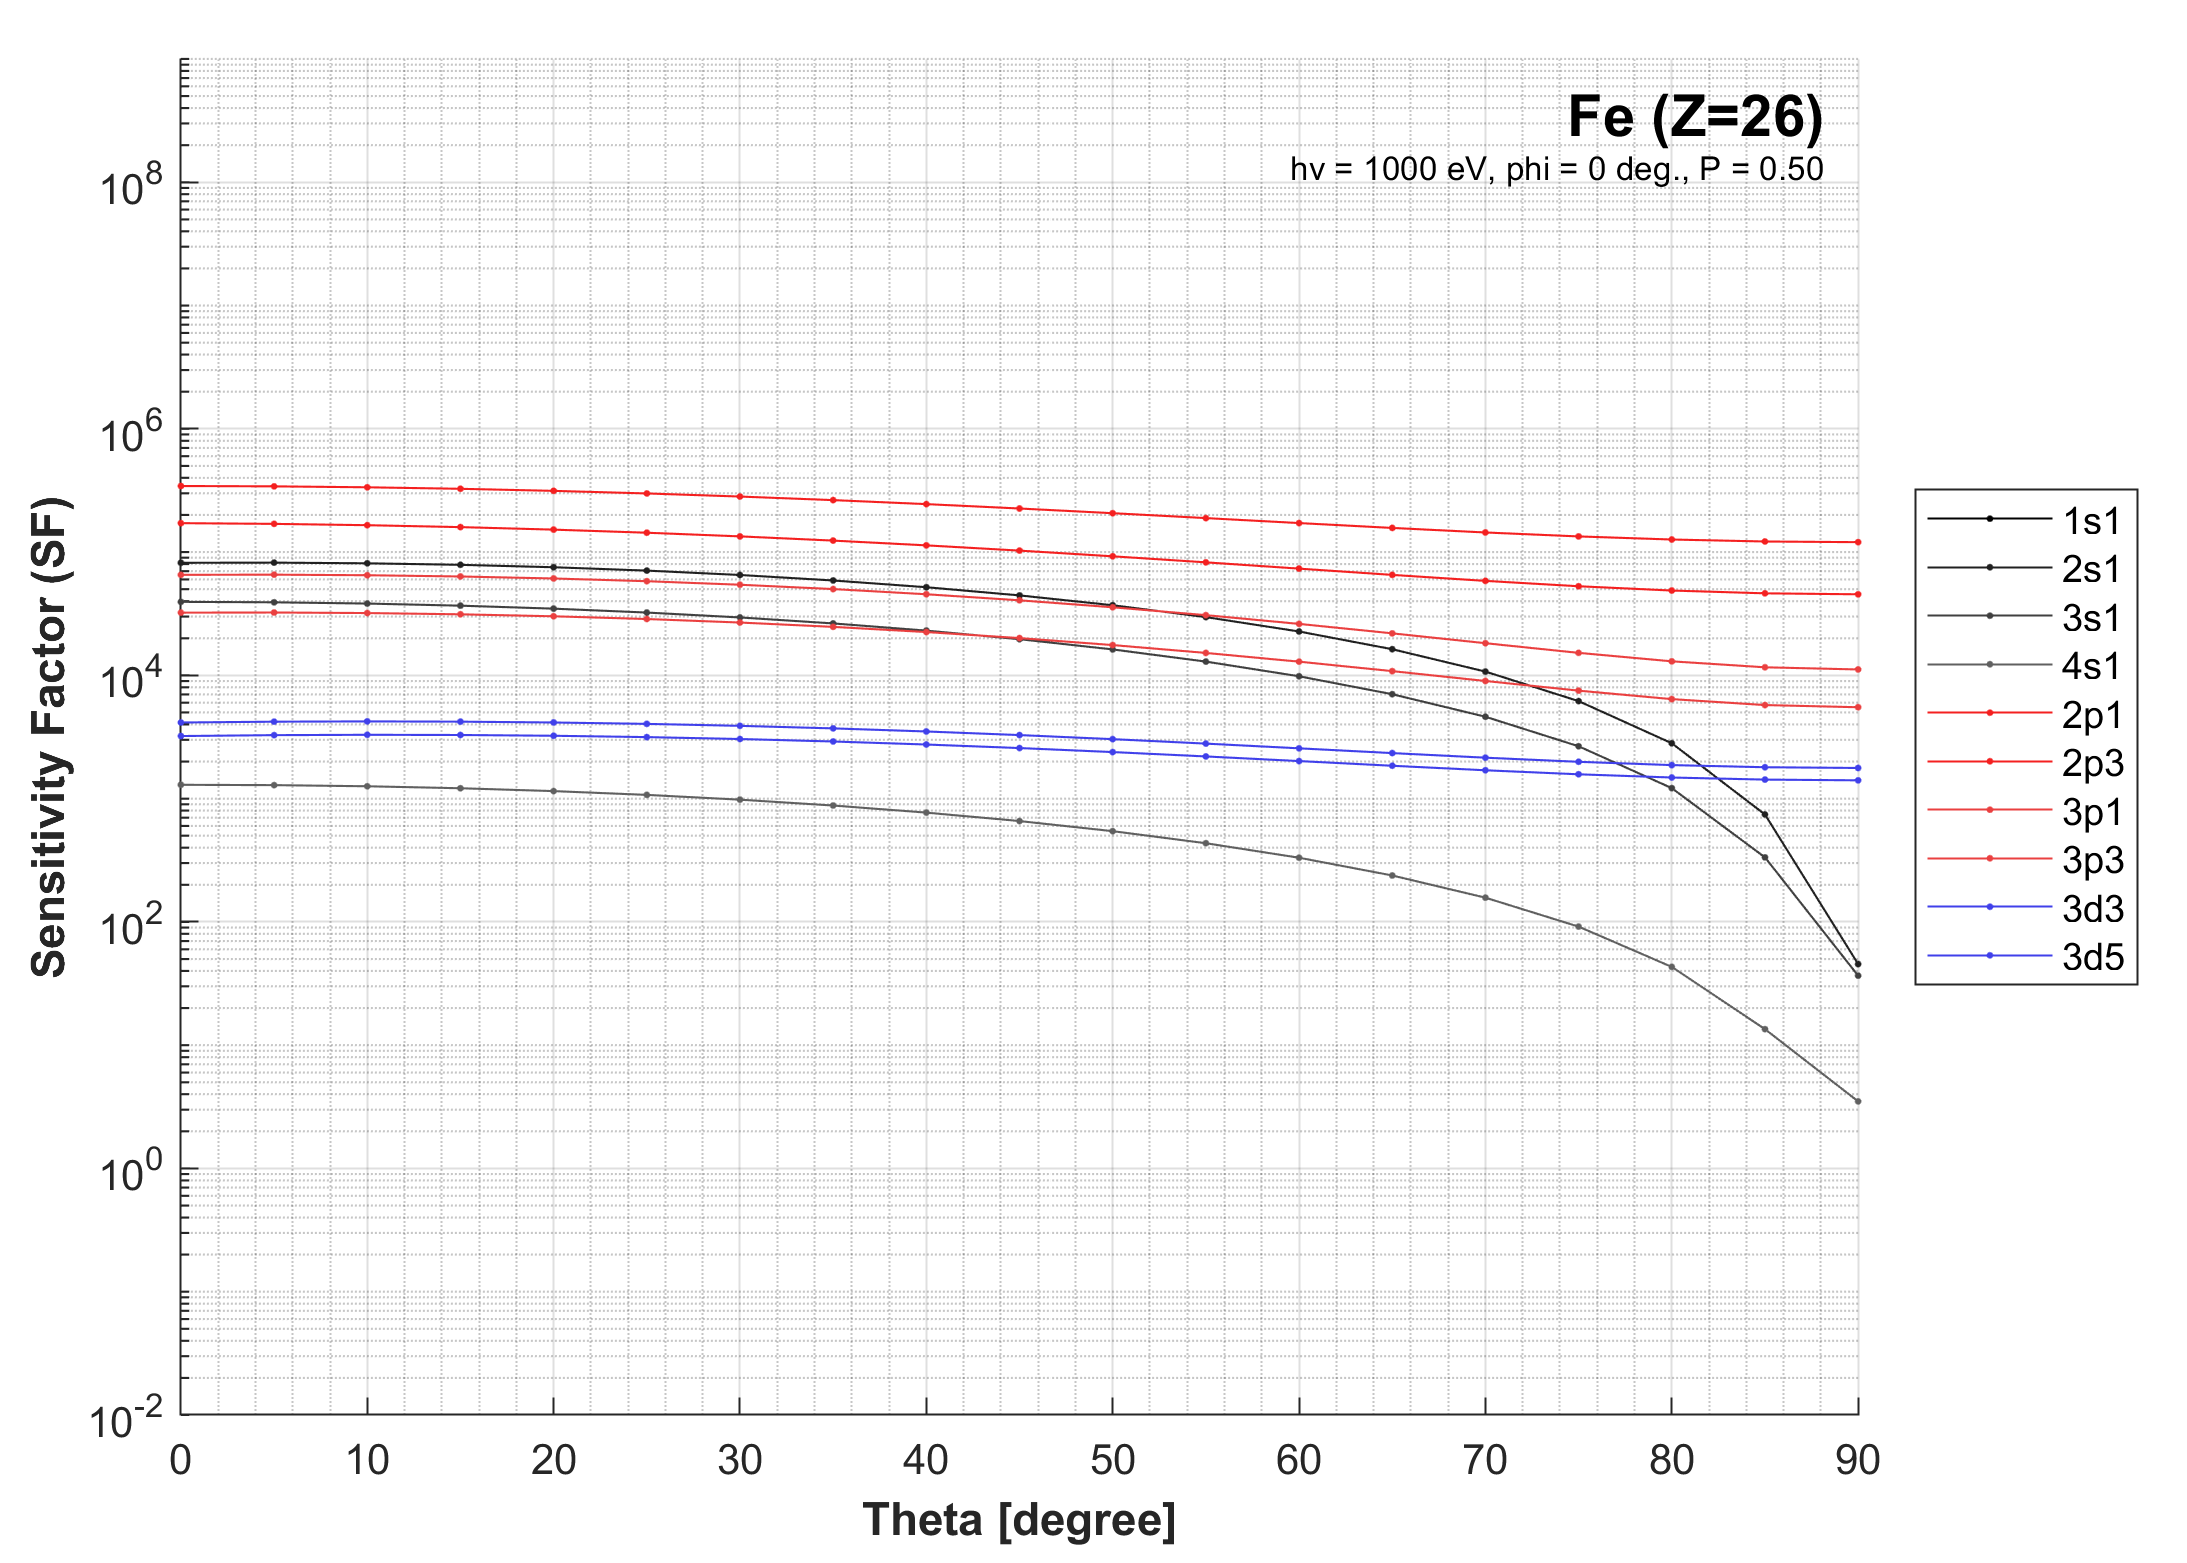 Fe (Z=26)
hv = 1000 eV, phi = 0 deg., P = 0.50
Sensitivity Factor (SF)
10^8
10^6
10^4
10^2
10^0
10^-2
0 10 20 30 40 50 60 70 80 90
Theta [degree]
1s1
2s1
3s1
4s1
2p1
2p3
3p1
3p3
3d3
3d5